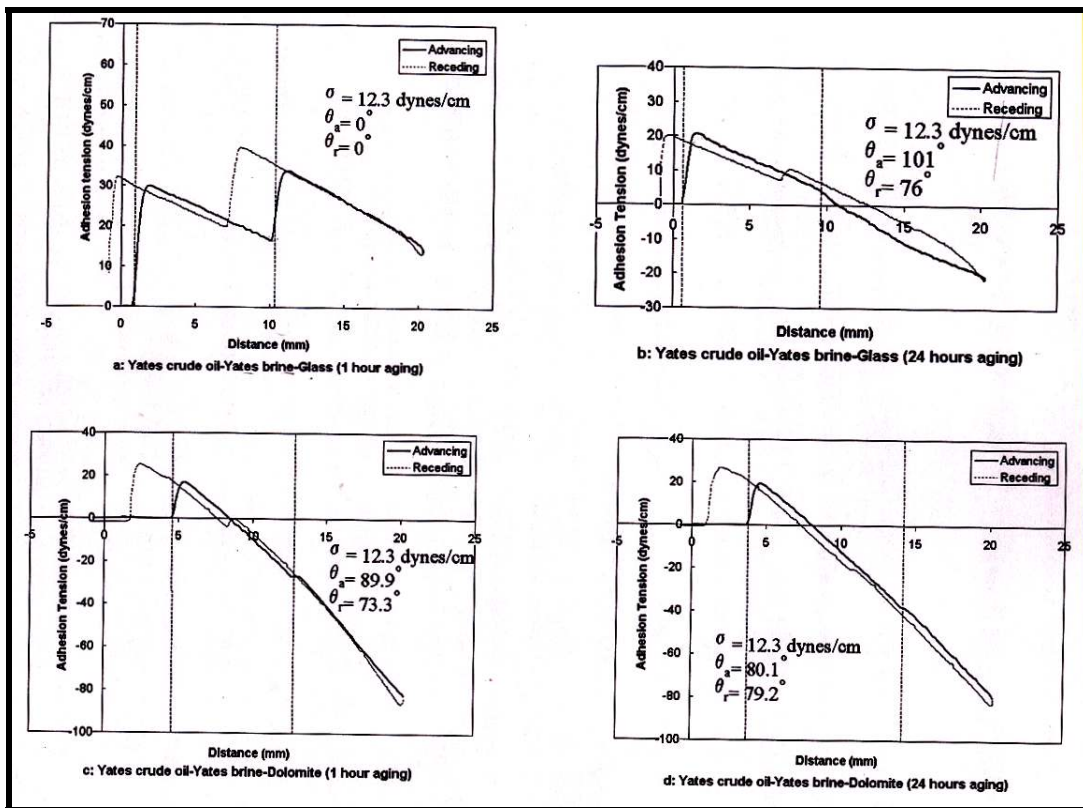 70
60
50
40
30
20
10
0
Adhesion tension (dynes/cm)
Advancing
Receding
σ = 12.3 dynes/cm
θa= 0°
θr= 0°
-5 0 5 10 15 20 25
Distance (mm)
a: Yates crude oil-Yates brine-Glass (1 hour aging)
40
30
20
10
0
-10
-20
-30
Adhesion Tension (dynes/cm)
Advancing
Receding
σ = 12.3 dynes/cm
θa= 101°
θr= 76°
-5 5 10 15 20 25
Distance (mm)
b: Yates crude oil-Yates brine-Glass (24 hours aging)
40
20
0
-20
-40
-60
-80
-100
Adhesion Tension (dynes/cm)
Advancing
Receding
0 5 10 15 20 25
σ = 12.3 dynes/cm
θa= 89.9°
θr= 73.3°
Distance (mm)
c: Yates crude oil-Yates brine-Dolomite (1 hour aging)
40
20
0
-20
-40
-60
-80
-100
Adhesion Tension (dynes/cm)
Advancing
Receding
0 5 10 15 20 25
σ = 12.3 dynes/cm
θa= 80.1°
θr= 79.2°
Distance (mm)
d: Yates crude oil-Yates brine-Dolomite (24 hours aging)